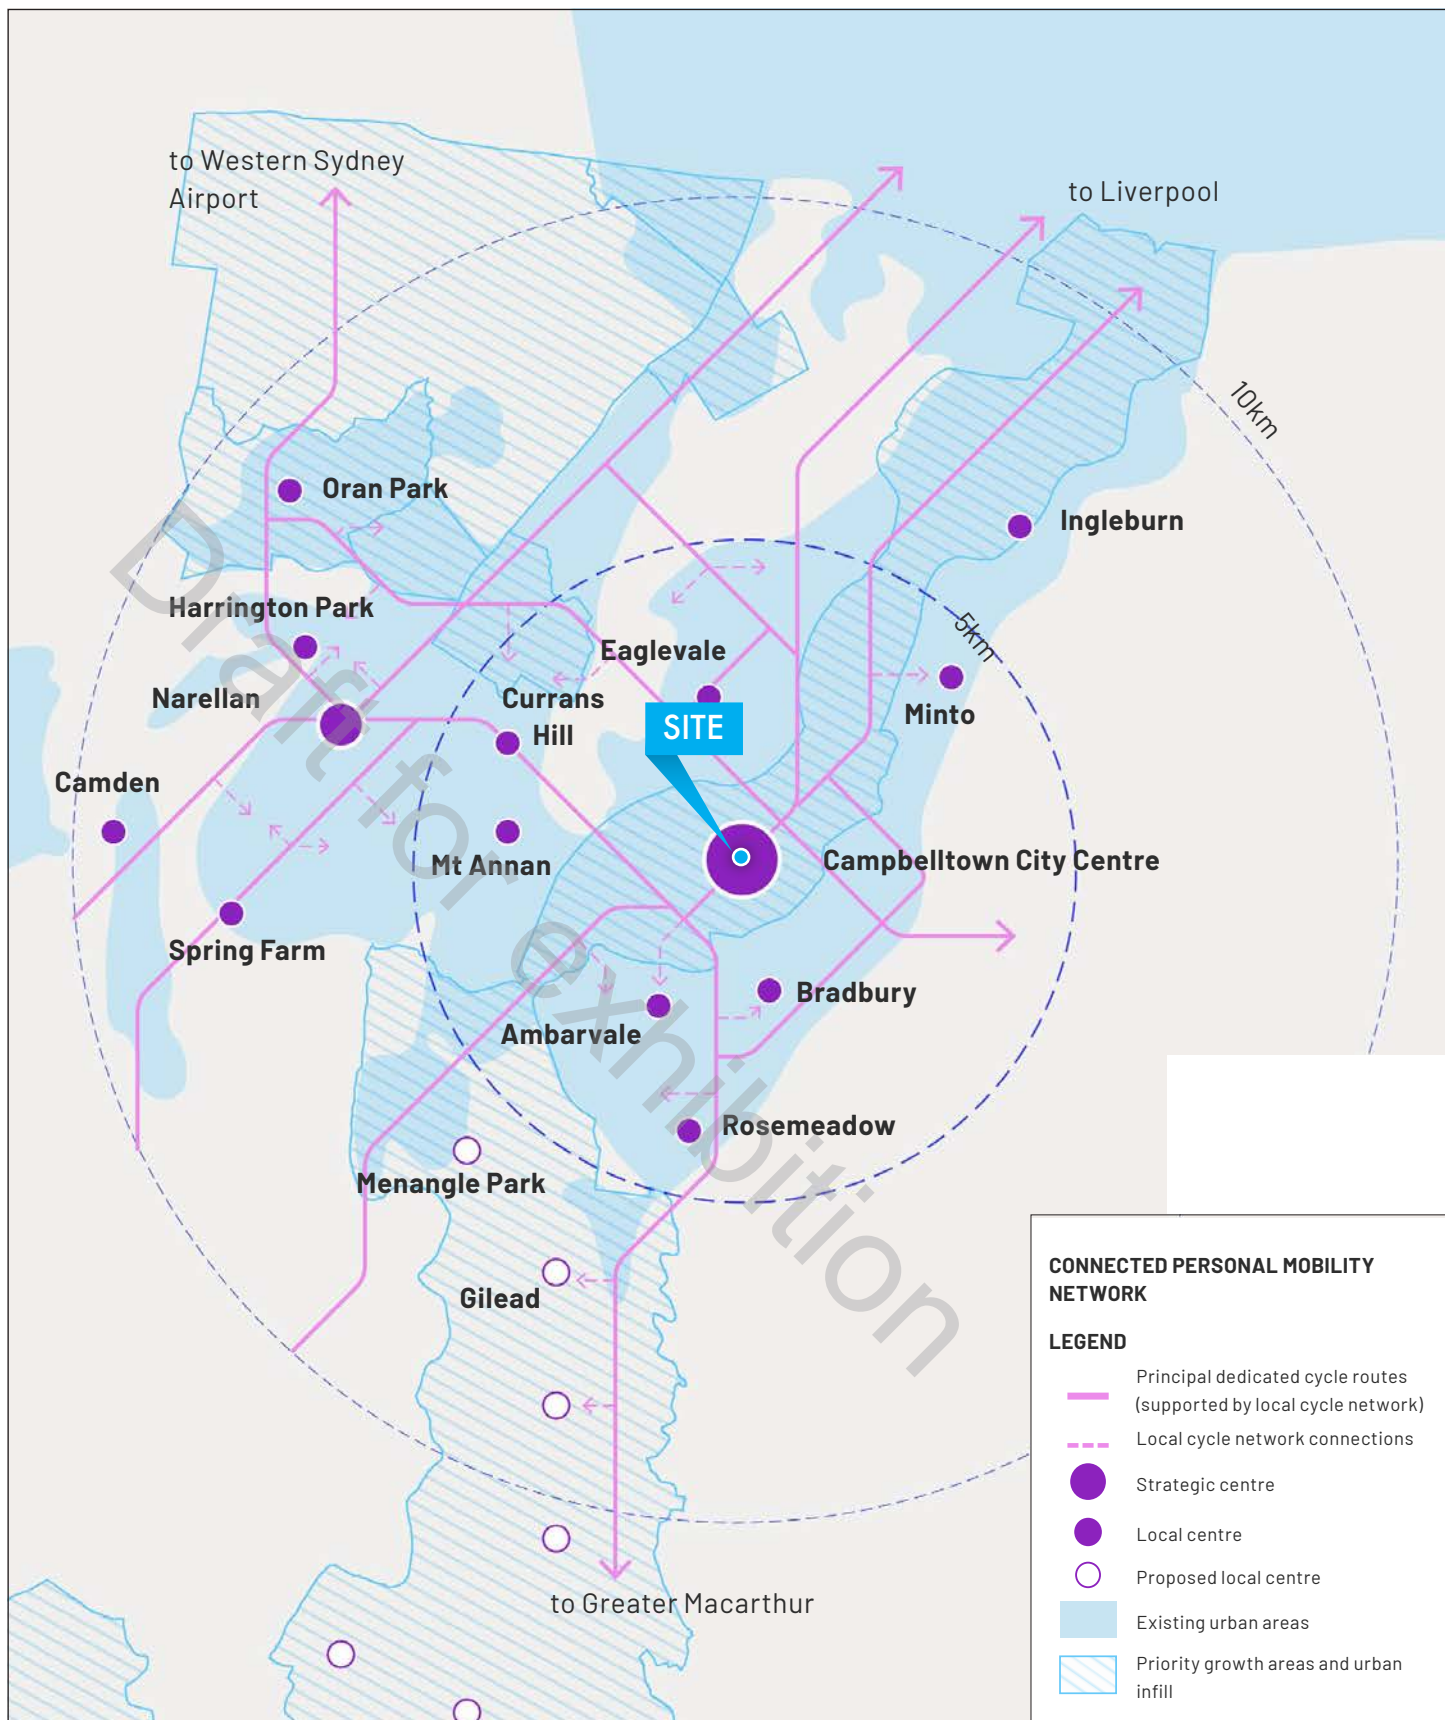 to Western Sydney
Airport
to Liverpool
10km
Oran Park
Ingleburn
Harrington Park
5km
Eaglevale
Narellan
Currans
Hill
SITE
Minto
Camden
Mt Annan
Campbelltown City Centre
Spring Farm
Bradbury
Ambarvale
Rosemeadow
Menangle Park
Gilead
to Greater Macarthur
Draft for exhibition
CONNECTED PERSONAL MOBILITY
NETWORK
LEGEND
Principal dedicated cycle routes
(supported by local cycle network)
Local cycle network connections
Strategic centre
Local centre
Proposed local centre
Existing urban areas
Priority growth areas and urban
infill